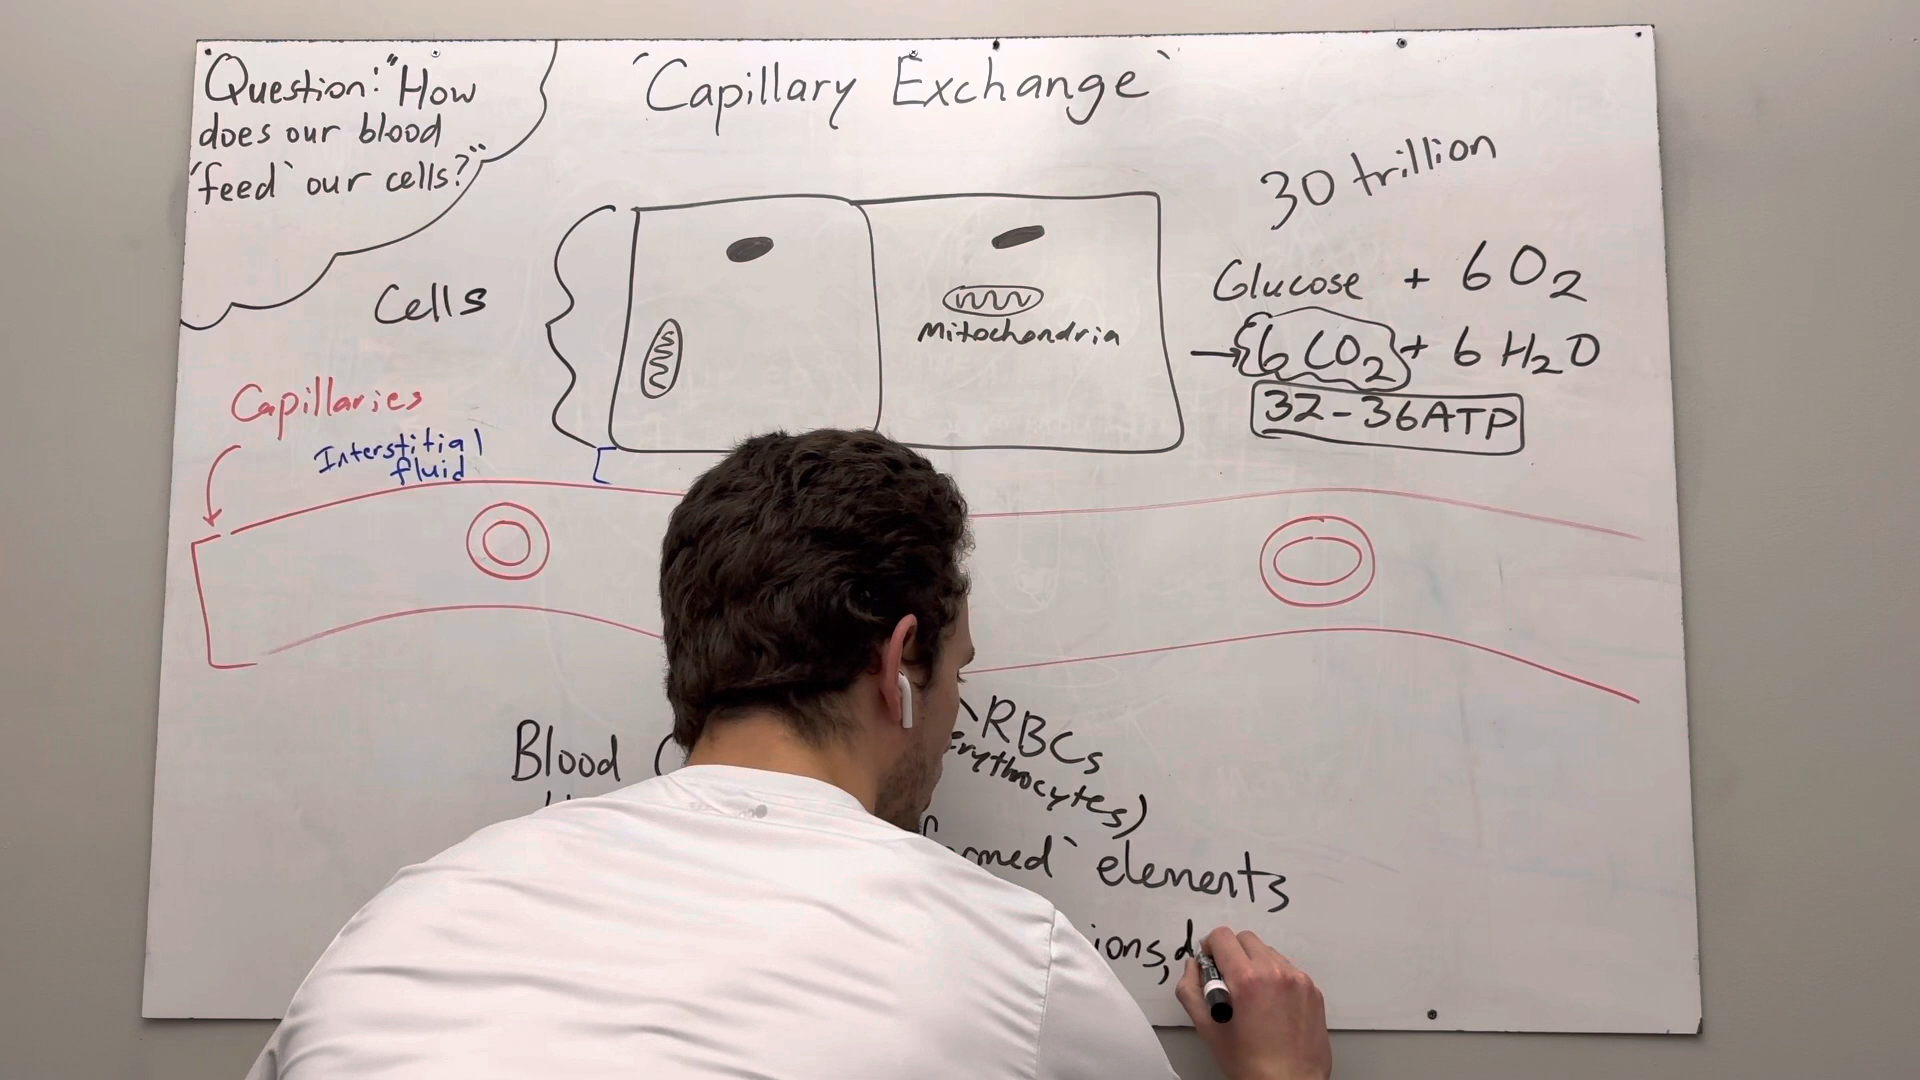 Question: "How
does our blood
'feed' our cells?"
'Capillary Exchange'
30 trillion
Cells
Mitochondria
Glucose + 6O2
→ 6CO2 + 6H2O
32-36ATP
Capillaries
Interstitial
fluid
Blood (
RBCs
Erythrocytes)
elements
ions, d